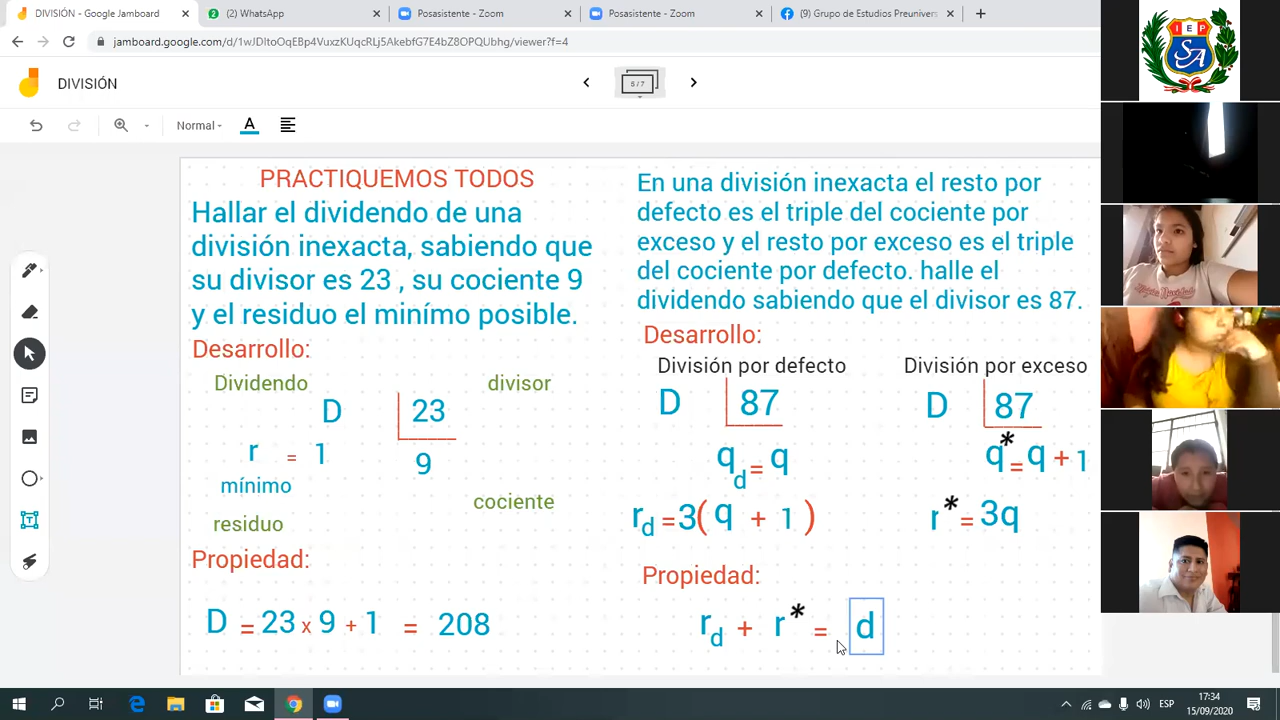 DIVISIÓN - Google Jamboard
(2) WhatsApp
Posasistente - Zoom
Posasistente - Zoom
(9) Grupo de Estudios Preunivers
jamboard.google.com/d/1wJDltoOqEBp4VuxzKUqcRLj5AkebfG7E4bZ8OPQUbhg/viewer?f=4
DIVISIÓN
5 / 7
Normal
A
PRACTIQUEMOS TODOS
Hallar el dividendo de una
división inexacta, sabiendo que
su divisor es 23 , su cociente 9
y el residuo el minímo posible.
Desarrollo:
Dividendo
divisor
D 23
r = 1
9
mínimo
cociente
residuo
Propiedad:
D = 23 x 9 + 1 = 208
En una división inexacta el resto por
defecto es el triple del cociente por
exceso y el resto por exceso es el triple
del cociente por defecto. halle el
dividendo sabiendo que el divisor es 87.
Desarrollo:
División por defecto
D 87
qd = q
rd = 3( q + 1 )
División por exceso
D 87
q* = q + 1
r* = 3q
Propiedad:
rd + r* = d
I E P
SA
ESP
17:34
15/09/2020